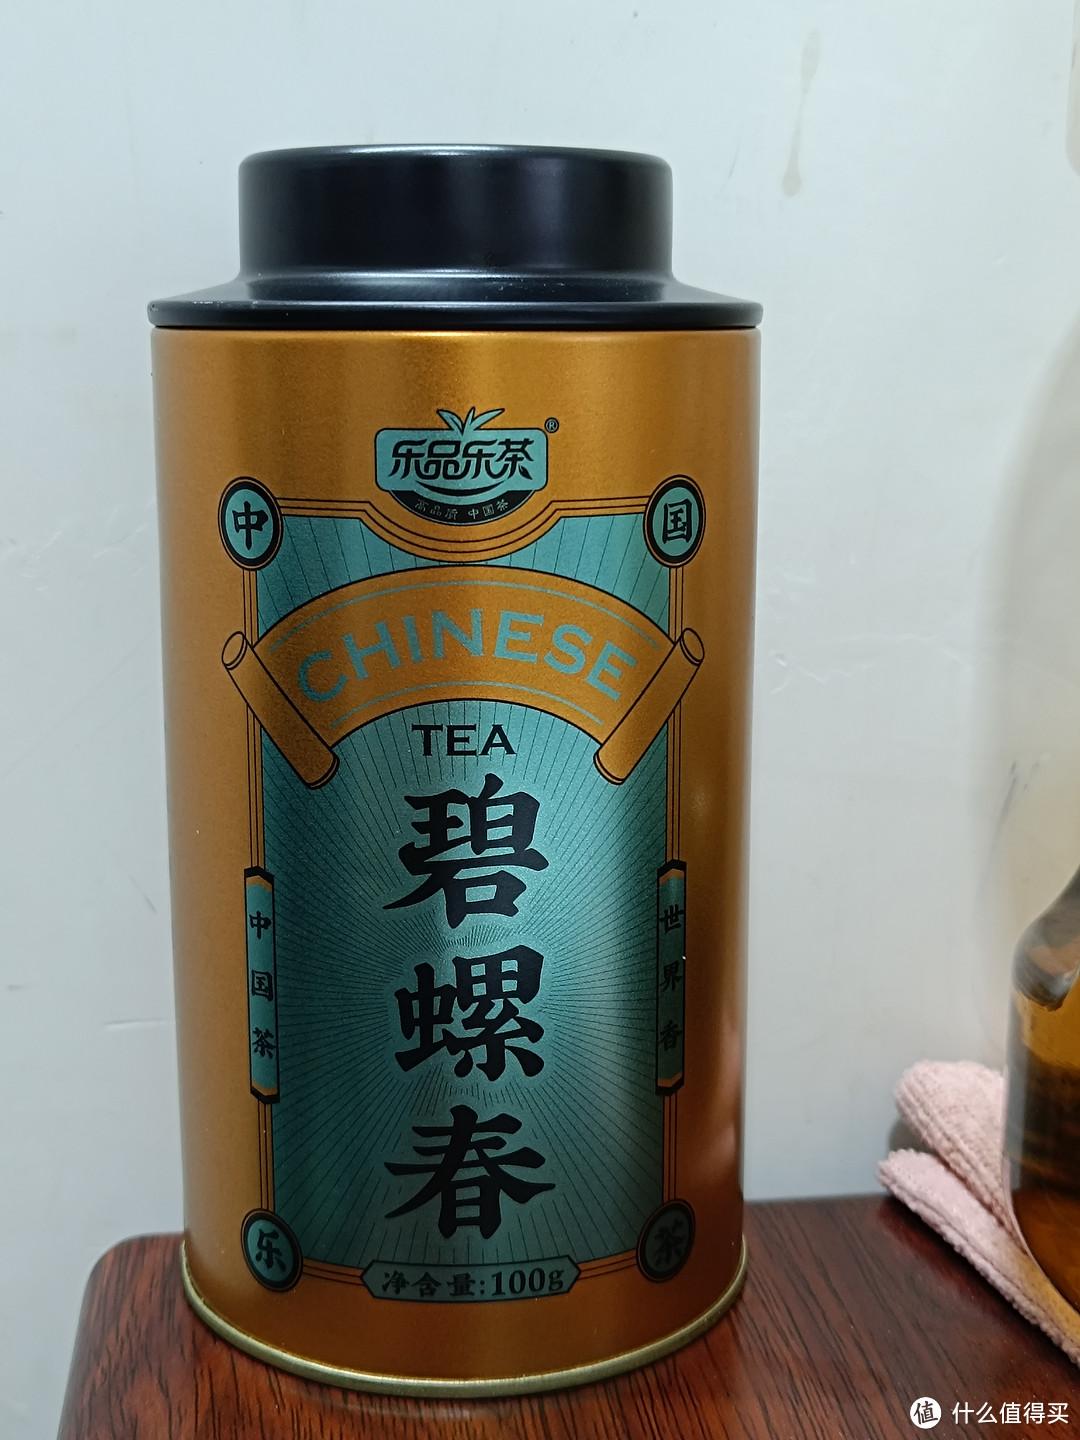 乐品乐茶®
高品质 中国茶
中
国
CHINESE
TEA
碧螺春
中国茶
世界香
乐
茶
净含量:100g
值 什么值得买